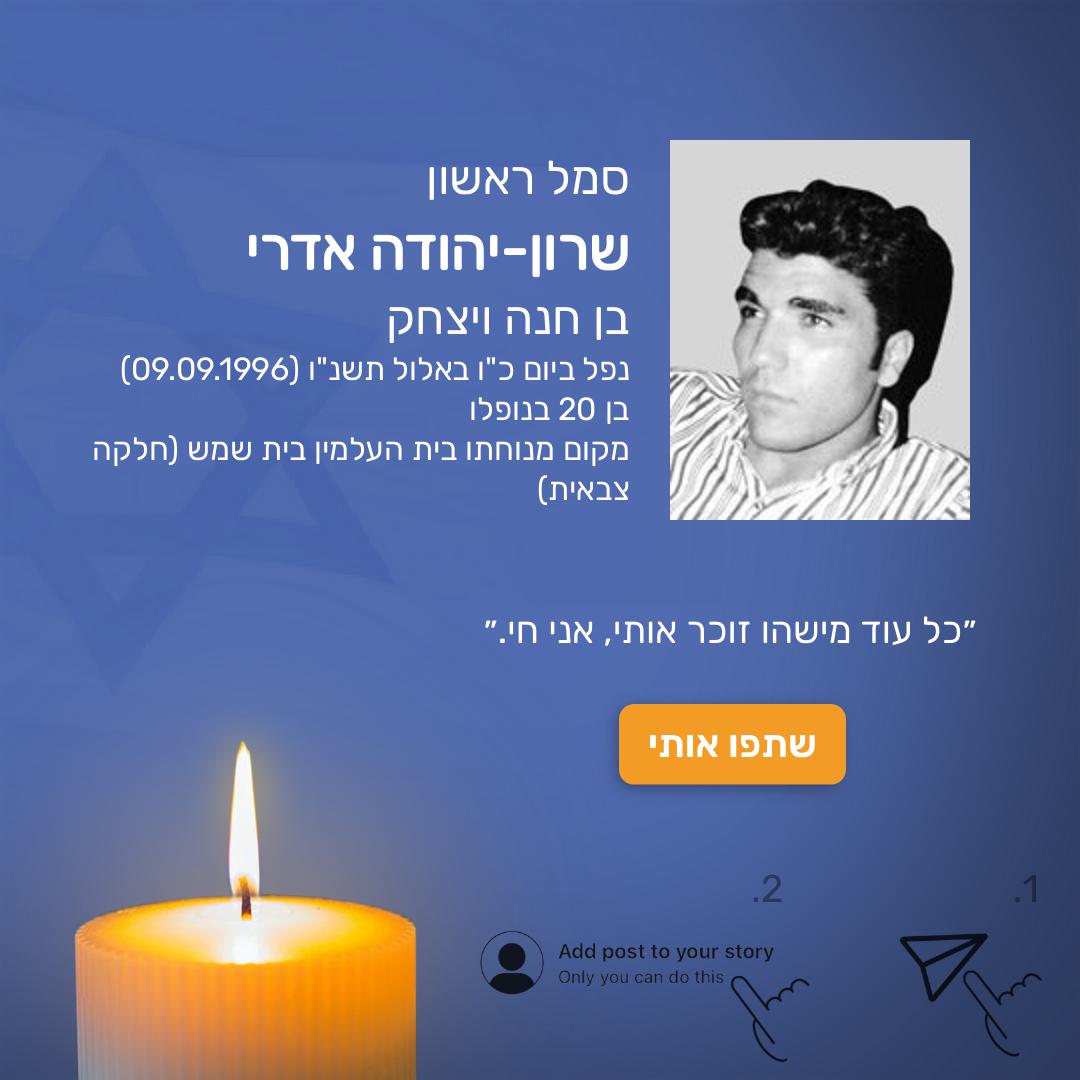 סמל ראשון
שרון-יהודה אדרי
בן חנה ויצחק
נפל ביום כ"ו באלול תשנ"ו (09.09.1996)
בן 20 בנופלו
מקום מנוחתו בית העלמין בית שמש (חלקה
צבאית)
״כל עוד מישהו זוכר אותי, אני חי.״
שתפו אותי
1.
2.
Add post to your story
Only you can do this